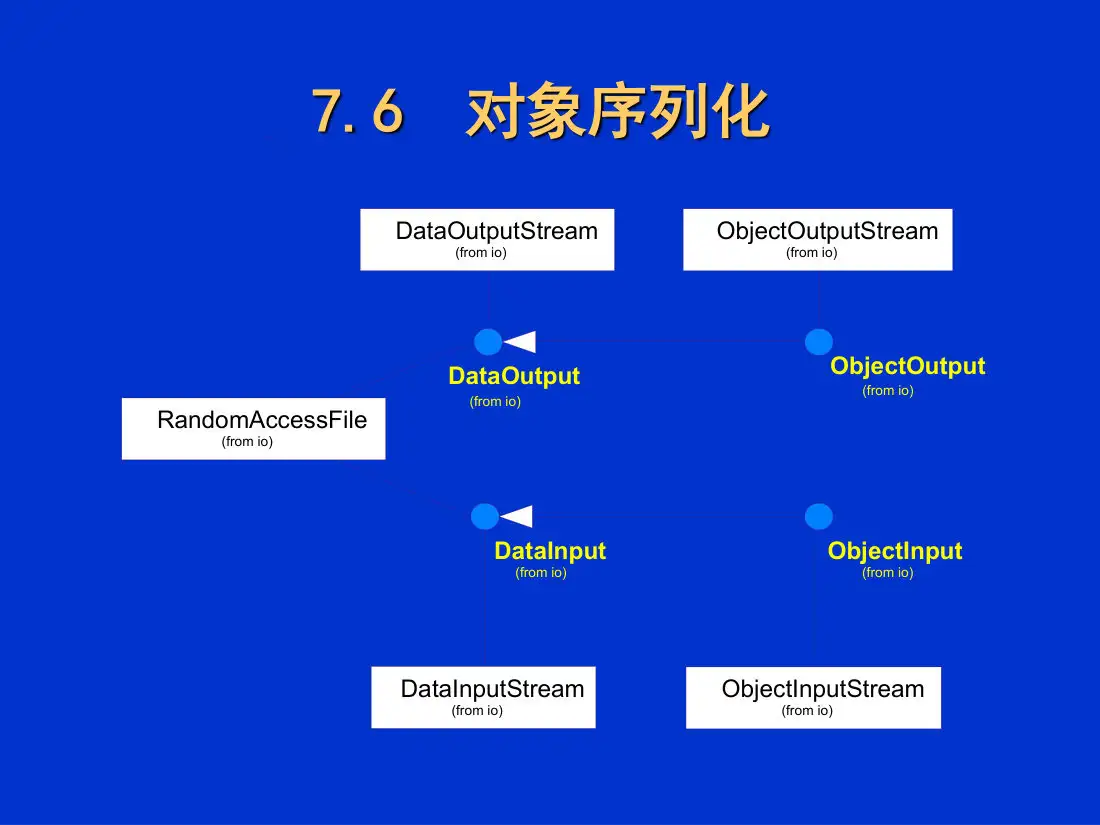 7.6 对象序列化
DataOutputStream
(from io)
ObjectOutputStream
(from io)
DataOutput
(from io)
ObjectOutput
(from io)
RandomAccessFile
(from io)
DataInput
(from io)
ObjectInput
(from io)
DataInputStream
(from io)
ObjectInputStream
(from io)